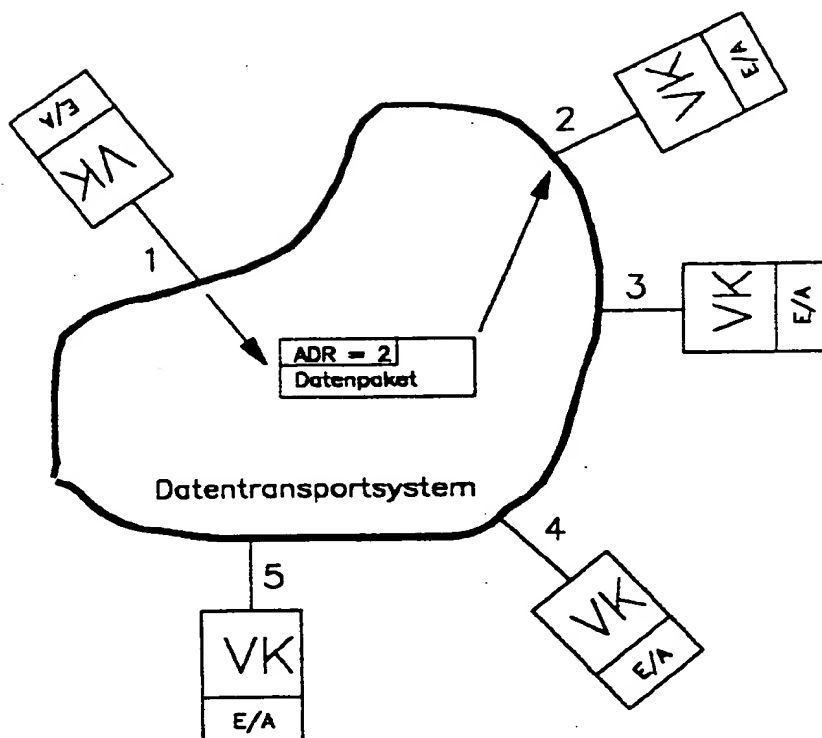 E/A
VK
1
2
VK
E/A
3
VK
E/A
ADR = 2
Datenpaket
Datentransportsystem
4
VK
E/A
5
VK
E/A